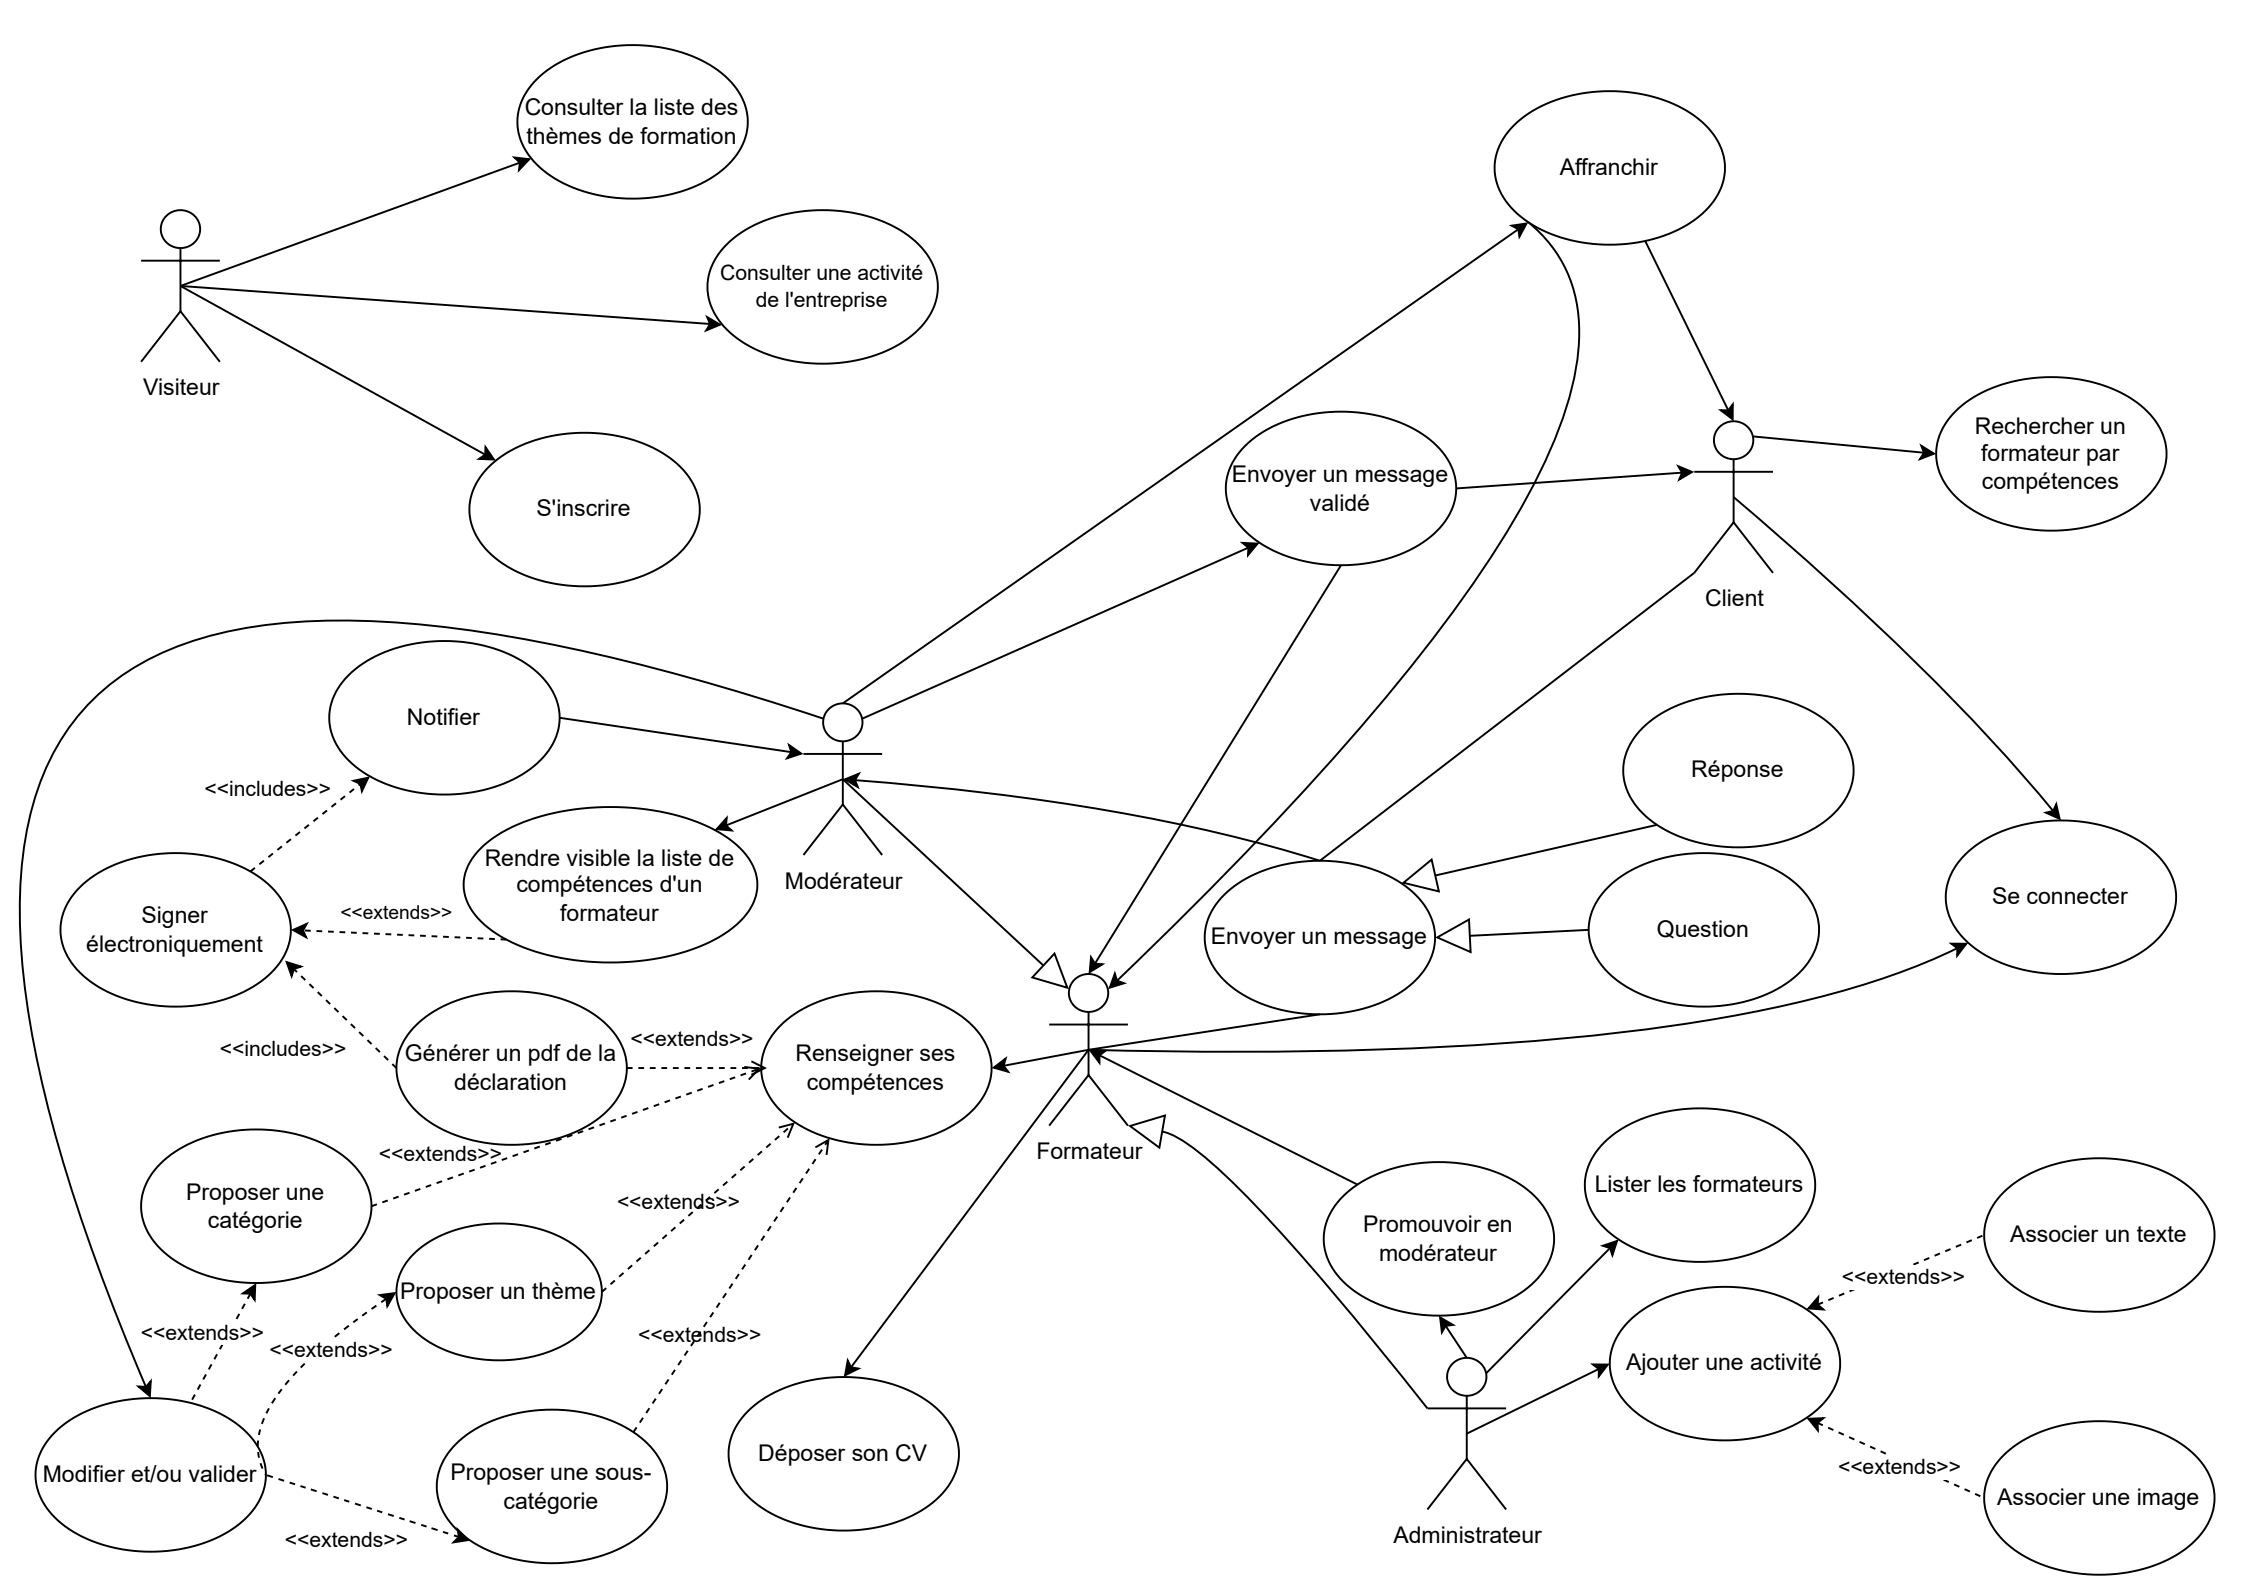 Consulter la liste des
thèmes de formation
Affranchir
Consulter une activité
de l'entreprise
Visiteur
Rechercher un
formateur par
compétences
Envoyer un message
validé
S'inscrire
Client
Notifier
Réponse
<<includes>>
Rendre visible la liste de
compétences d'un
formateur
Modérateur
Se connecter
Signer
électroniquement
<<extends>>
Envoyer un message
Question
<<includes>>
Générer un pdf de la
déclaration
<<extends>>
Renseigner ses
compétences
<<extends>>
Formateur
Proposer une
catégorie
<<extends>>
Lister les formateurs
Promouvoir en
modérateur
Associer un texte
<<extends>>
Proposer un thème
<<extends>>
<<extends>>
<<extends>>
Ajouter une activité
Modifier et/ou valider
Proposer une sous-
catégorie
Déposer son CV
<<extends>>
Associer une image
<<extends>>
Administrateur